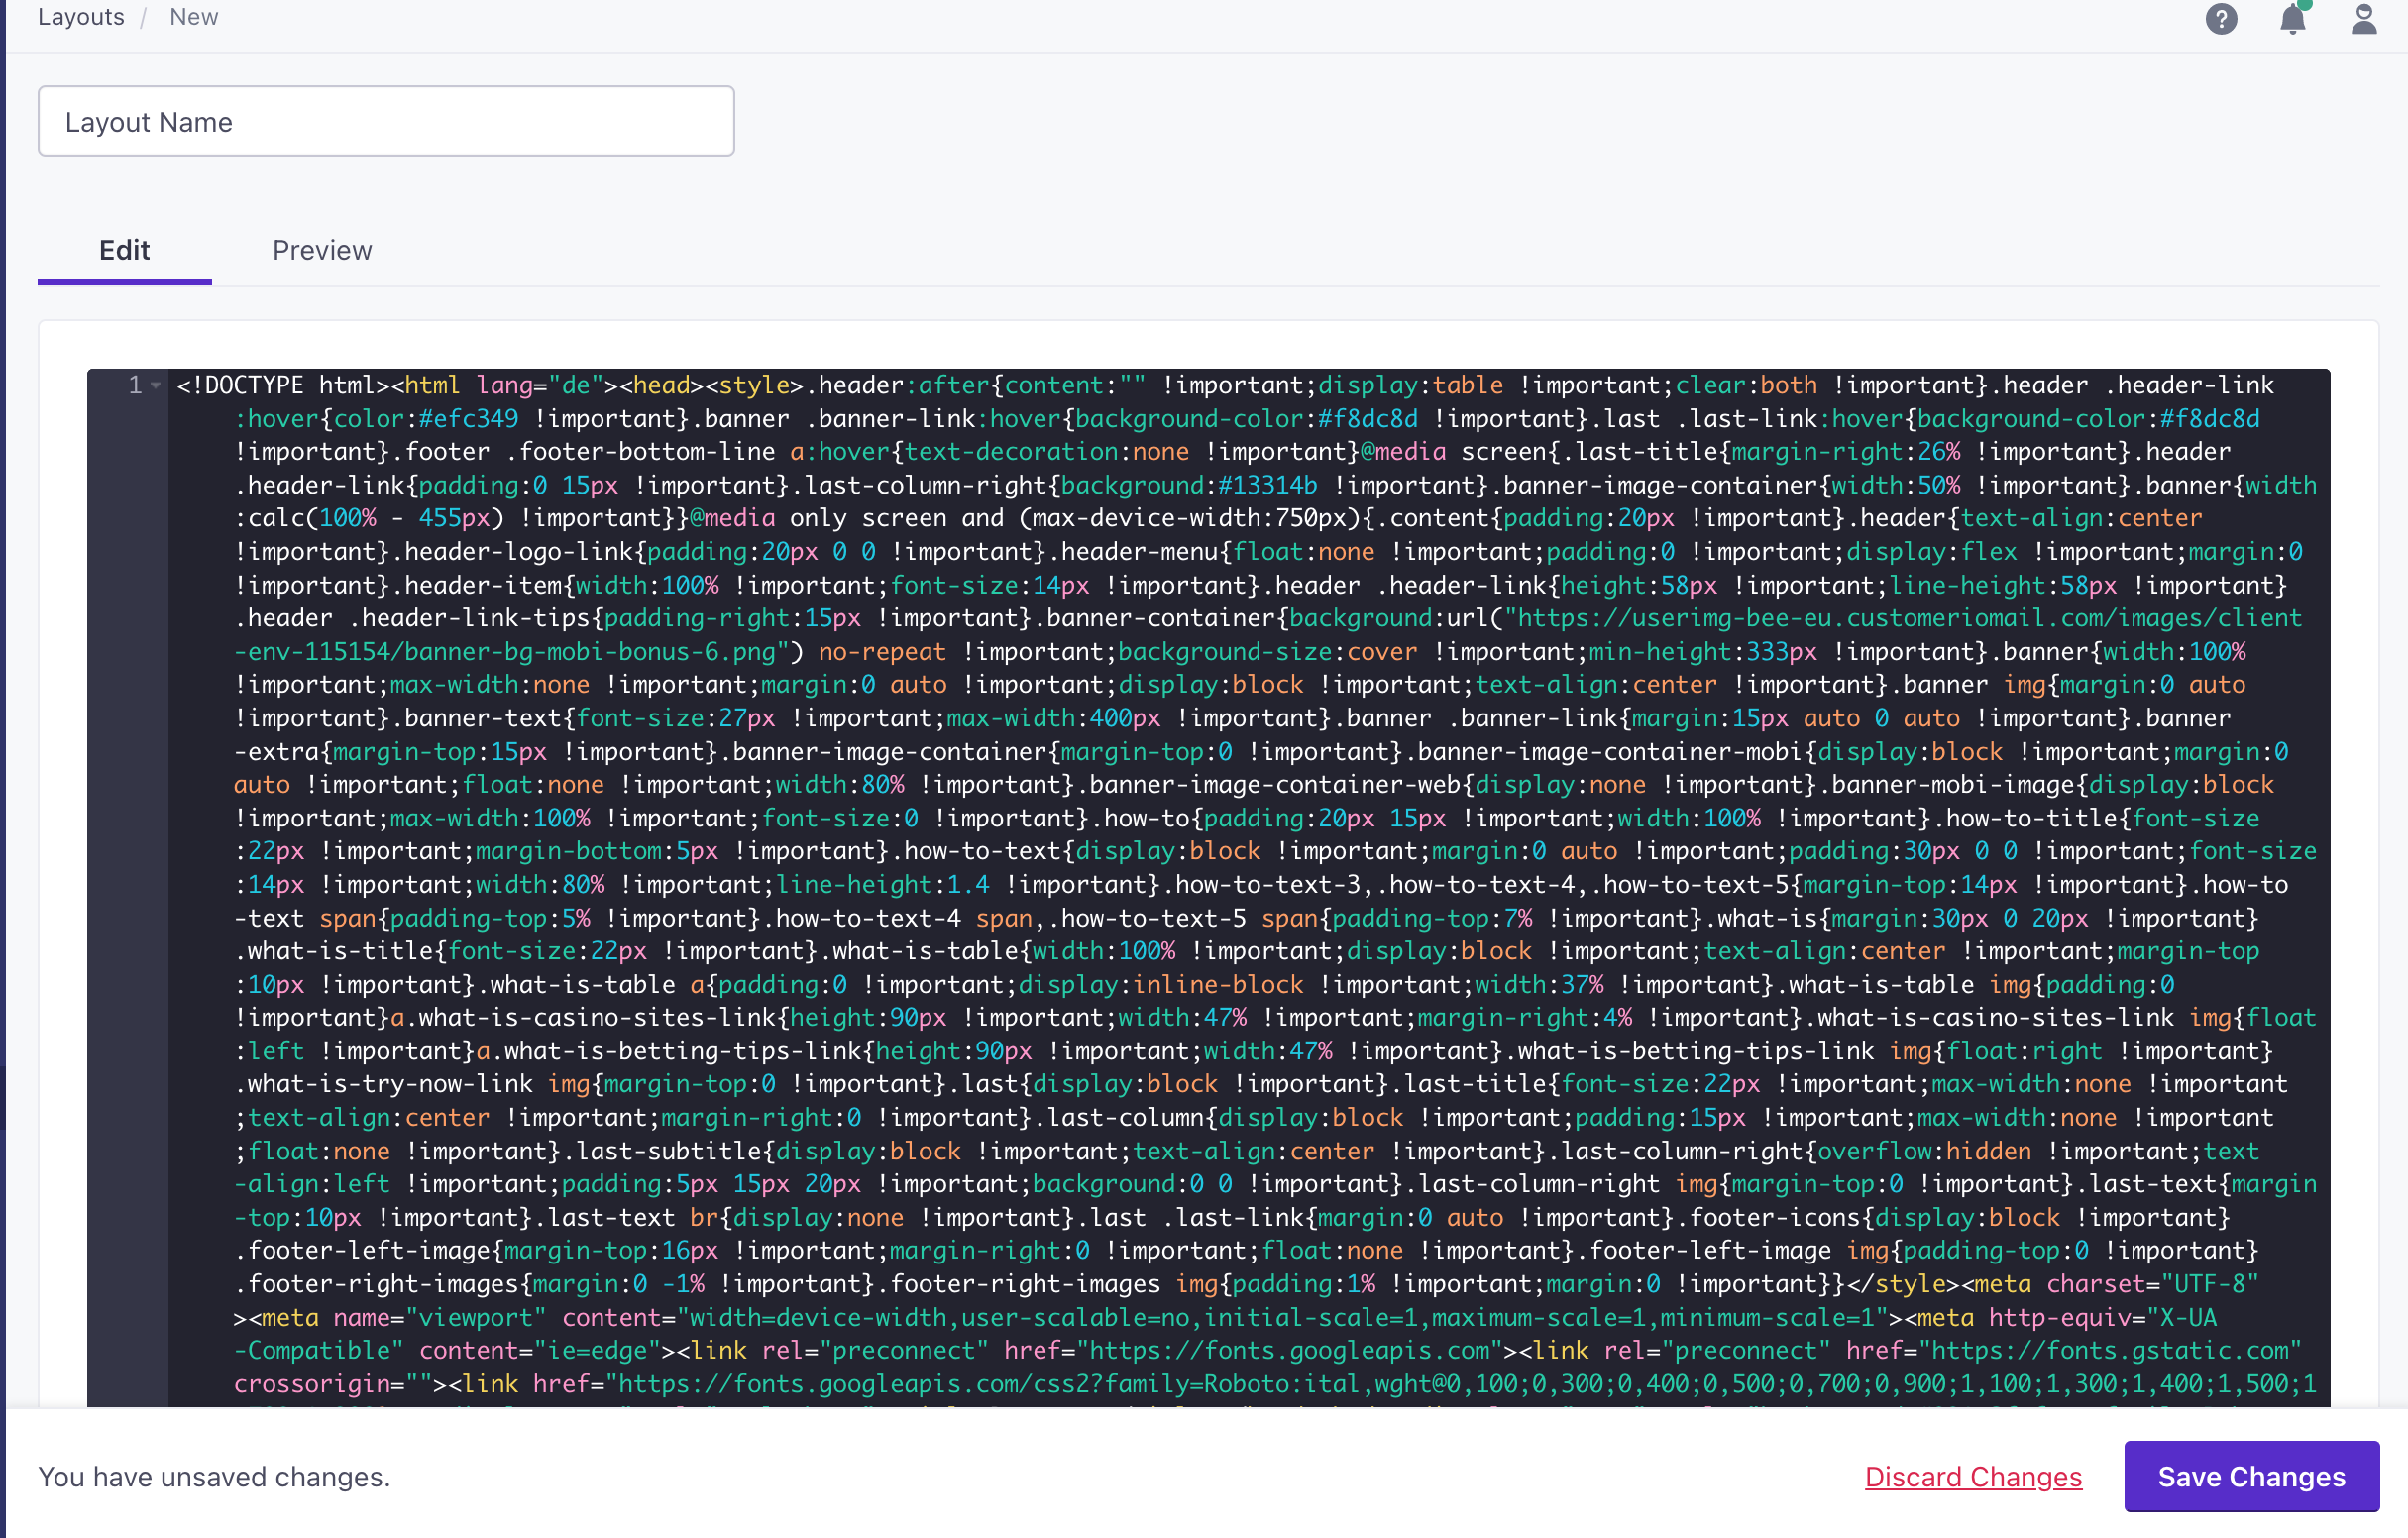 Layouts / New
Layout Name
Edit Preview
1 <!DOCTYPE html><html lang="de"><head><style>.header:after{content:"" !important;display:table !important;clear:both !important}.header .header-link
:hover{color:#efc349 !important}.banner .banner-link:hover{background-color:#f8dc8d !important}.last .last-link:hover{background-color:#f8dc8d
!important}.footer .footer-bottom-line a:hover{text-decoration:none !important}@media screen{.last-title{margin-right:26% !important}.header
.header-link{padding:0 15px !important}.last-column-right{background:#13314b !important}.banner-image-container{width:50% !important}.banner{width
:calc(100% - 455px) !important}}@media only screen and (max-device-width:750px){.content{padding:20px !important}.header{text-align:center
!important}.header-logo-link{padding:20px 0 0 !important}.header-menu{float:none !important;padding:0 !important;display:flex !important;margin:0
!important}.header-item{width:100% !important;font-size:14px !important}.header .header-link{height:58px !important;line-height:58px !important}
.header .header-link-tips{padding-right:15px !important}.banner-container{background:url("https://userimg-bee-eu.customeriomail.com/images/client
-env-115154/banner-bg-mobi-bonus-6.png") no-repeat !important;background-size:cover !important;min-height:333px !important}.banner{width:100%
!important;max-width:none !important;margin:0 auto !important;display:block !important;text-align:center !important}.banner img{margin:0 auto
!important}.banner-text{font-size:27px !important;max-width:400px !important}.banner .banner-link{margin:15px auto 0 auto !important}.banner
-extra{margin-top:15px !important}.banner-image-container{margin-top:0 !important}.banner-image-container-mobi{display:block !important;margin:0
auto !important;float:none !important;width:80% !important}.banner-image-container-web{display:none !important}.banner-mobi-image{display:block
!important;max-width:100% !important;font-size:0 !important}.how-to{padding:20px 15px !important;width:100% !important}.how-to-title{font-size
:22px !important;margin-bottom:5px !important}.how-to-text{display:block !important;margin:0 auto !important;padding:30px 0 0 !important;font-size
:14px !important;width:80% !important;line-height:1.4 !important}.how-to-text-3,.how-to-text-4,.how-to-text-5{margin-top:14px !important}.how-to
-text span{padding-top:5% !important}.how-to-text-4 span,.how-to-text-5 span{padding-top:7% !important}.what-is{margin:30px 0 20px !important}
.what-is-title{font-size:22px !important}.what-is-table{width:100% !important;display:block !important;text-align:center !important;margin-top
:10px !important}.what-is-table a{padding:0 !important;display:inline-block !important;width:37% !important}.what-is-table img{padding:0
!important}a.what-is-casino-sites-link{height:90px !important;width:47% !important;margin-right:4% !important}.what-is-casino-sites-link img{float
:left !important}a.what-is-betting-tips-link{height:90px !important;width:47% !important}.what-is-betting-tips-link img{float:right !important}
.what-is-try-now-link img{margin-top:0 !important}.last{display:block !important}.last-title{font-size:22px !important;max-width:none !important
;text-align:center !important;margin-right:0 !important}.last-column{display:block !important;padding:15px !important;max-width:none !important
;float:none !important}.last-subtitle{display:block !important;text-align:center !important}.last-column-right{overflow:hidden !important;text
-align:left !important;padding:5px 15px 20px !important;background:0 0 !important}.last-column-right img{margin-top:0 !important}.last-text{margin
-top:10px !important}.last-text br{display:none !important}.last .last-link{margin:0 auto !important}.footer-icons{display:block !important}
.footer-left-image{margin-top:16px !important;margin-right:0 !important;float:none !important}.footer-left-image img{padding-top:0 !important}
.footer-right-images{margin:0 -1% !important}.footer-right-images img{padding:1% !important;margin:0 !important}}</style><meta charset="UTF-8"
><meta name="viewport" content="width=device-width,user-scalable=no,initial-scale=1,maximum-scale=1,minimum-scale=1"><meta http-equiv="X-UA
-Compatible" content="ie=edge"><link rel="preconnect" href="https://fonts.googleapis.com"><link rel="preconnect" href="https://fonts.gstatic.com"
crossorigin=""><link href="https://fonts.googleapis.com/css2?family=Roboto:ital,wght@0,100;0,300;0,400;0,500;0,700;0,900;1,100;1,300;1,400;1,500;1
You have unsaved changes.
Discard Changes
Save Changes